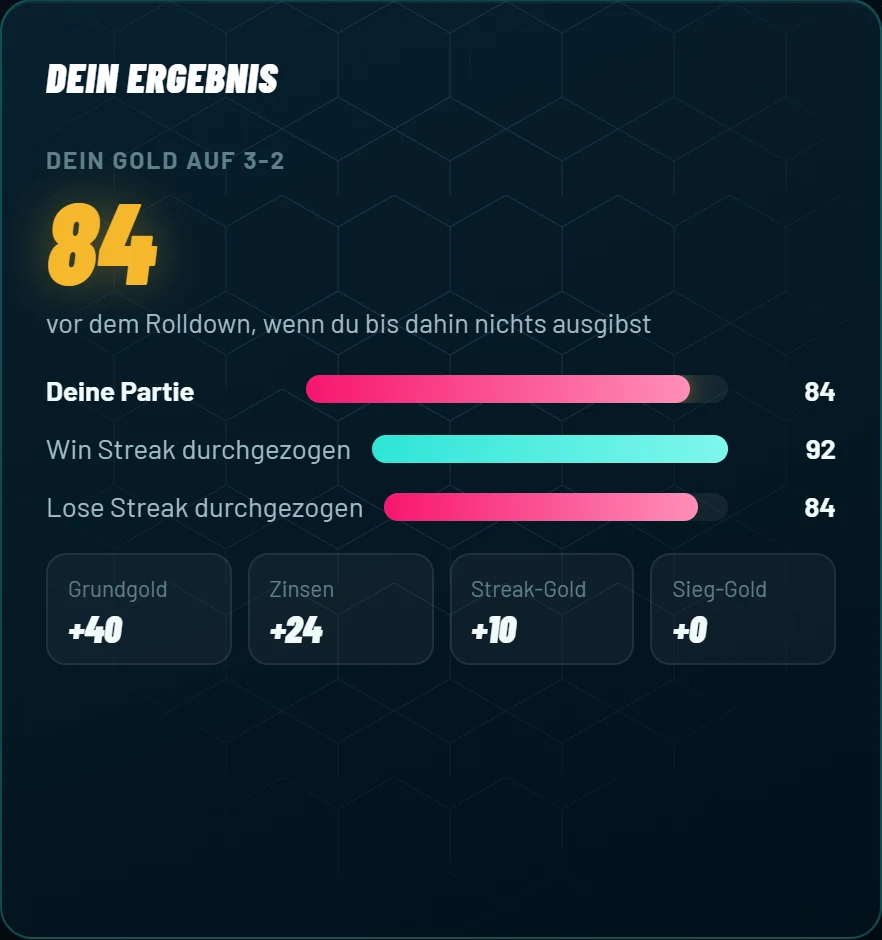 DEIN ERGEBNIS
DEIN GOLD AUF 3-2
84
vor dem Rolldown, wenn du bis dahin nichts ausgibst
Deine Partie 84
Win Streak durchgezogen 92
Lose Streak durchgezogen 84
Grundgold Zinsen Streak-Gold Sieg-Gold
+40 +24 +10 +0